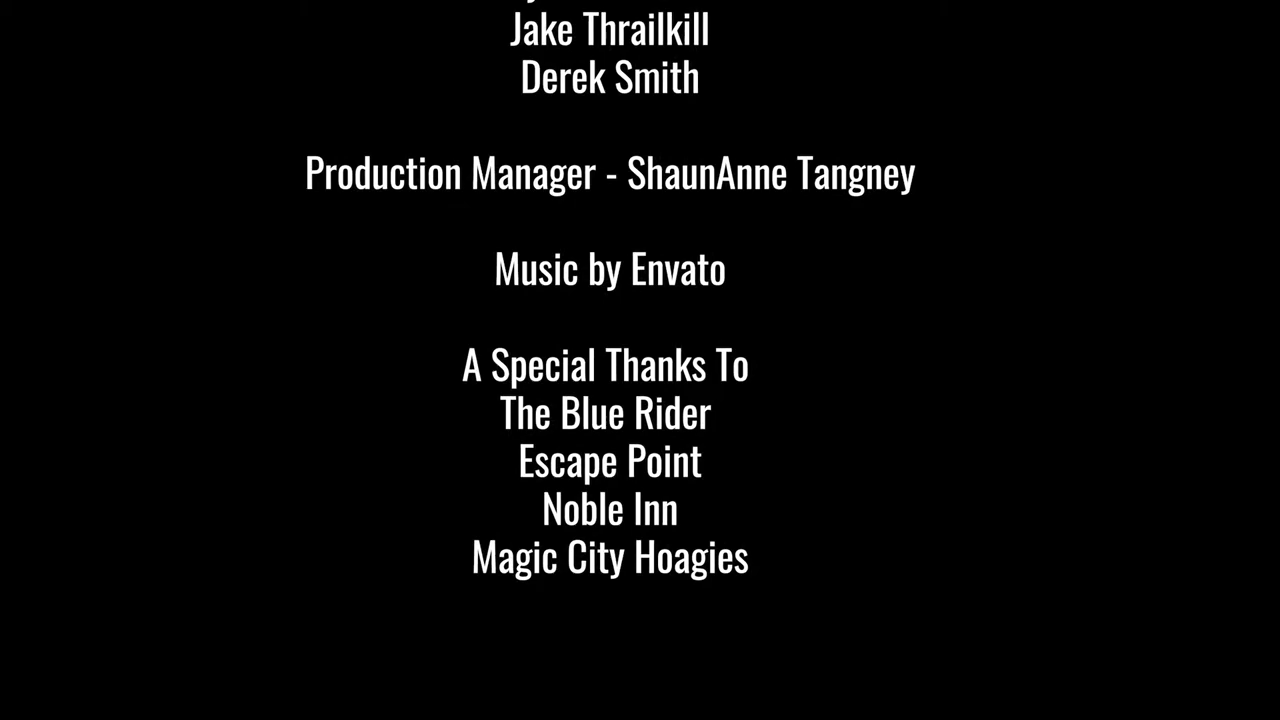 Jake Thrailkill
Derek Smith
Production Manager - ShaunAnne Tangney
Music by Envato
A Special Thanks To
The Blue Rider
Escape Point
Noble Inn
Magic City Hoagies